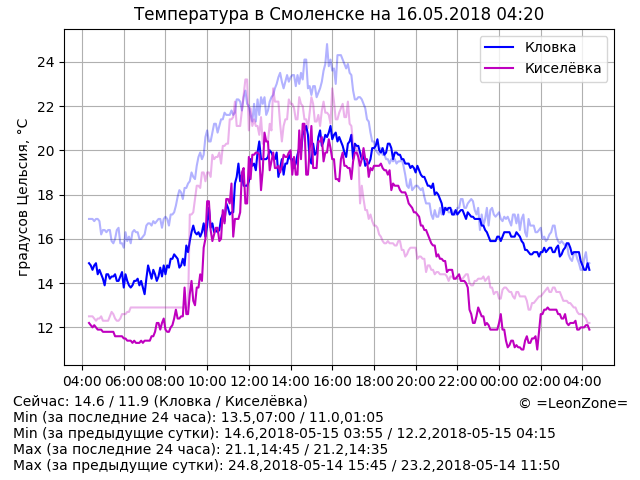 Температура в Смоленске на 16.05.2018 04:20
Кловка
Киселёвка
градусов Цельсия, °C
24
22
20
18
16
14
12
04:00 06:00 08:00 10:00 12:00 14:00 16:00 18:00 20:00 22:00 00:00 02:00 04:00
Сейчас: 14.6 / 11.9 (Кловка / Киселёвка)
© =LeonZone=
Min (за последние 24 часа): 13.5,07:00 / 11.0,01:05
Min (за предыдущие сутки): 14.6,2018-05-15 03:55 / 12.2,2018-05-15 04:15
Max (за последние 24 часа): 21.1,14:45 / 21.2,14:35
Max (за предыдущие сутки): 24.8,2018-05-14 15:45 / 23.2,2018-05-14 11:50